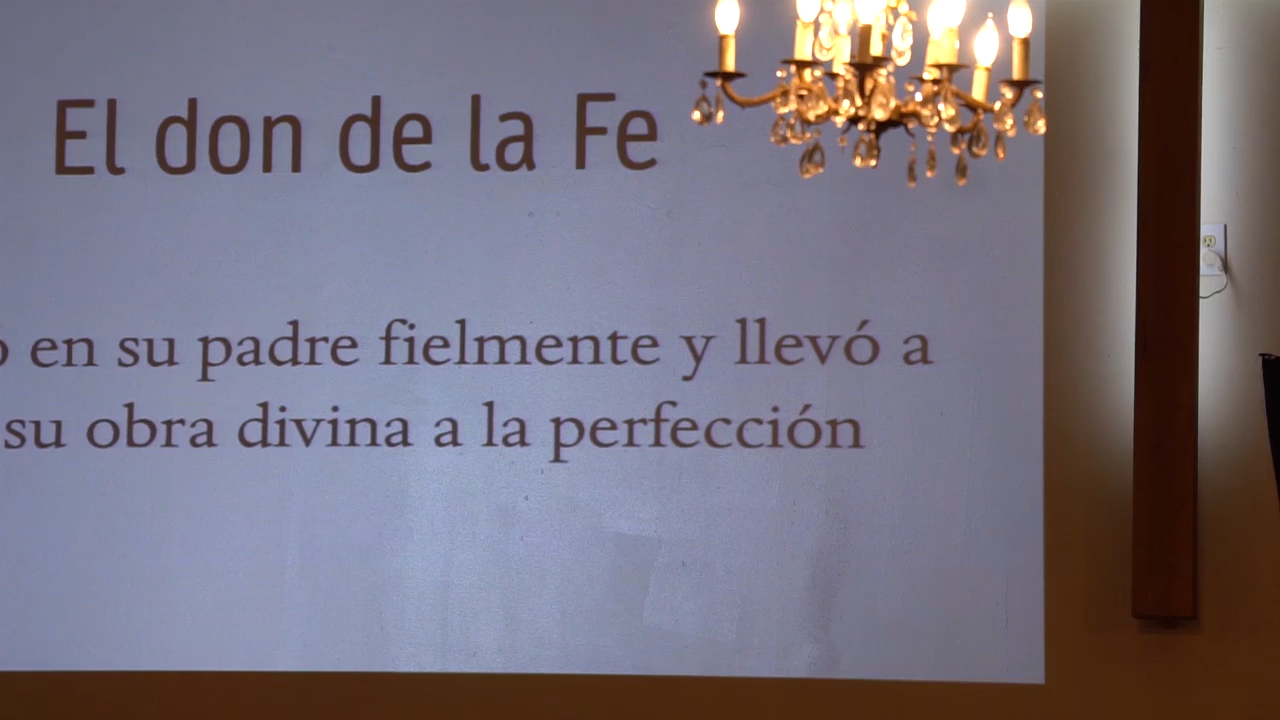 El don de la Fe
en su padre fielmente y llevó a
su obra divina a la perfección